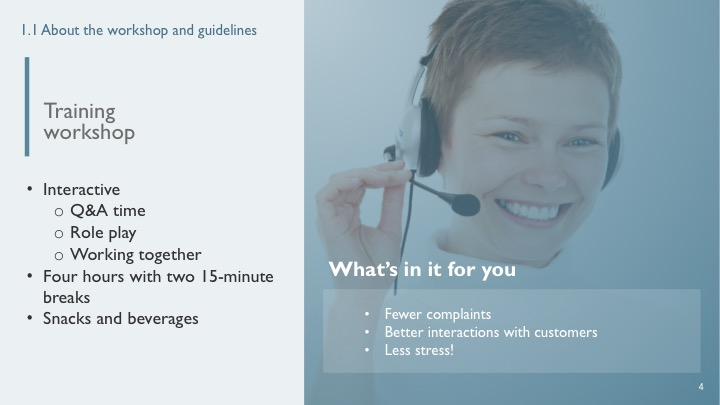 1.1 About the workshop and guidelines
Training
workshop
• Interactive
o Q&A time
o Role play
o Working together
• Four hours with two 15-minute
breaks
• Snacks and beverages
What's in it for you
• Fewer complaints
• Better interactions with customers
• Less stress!
4